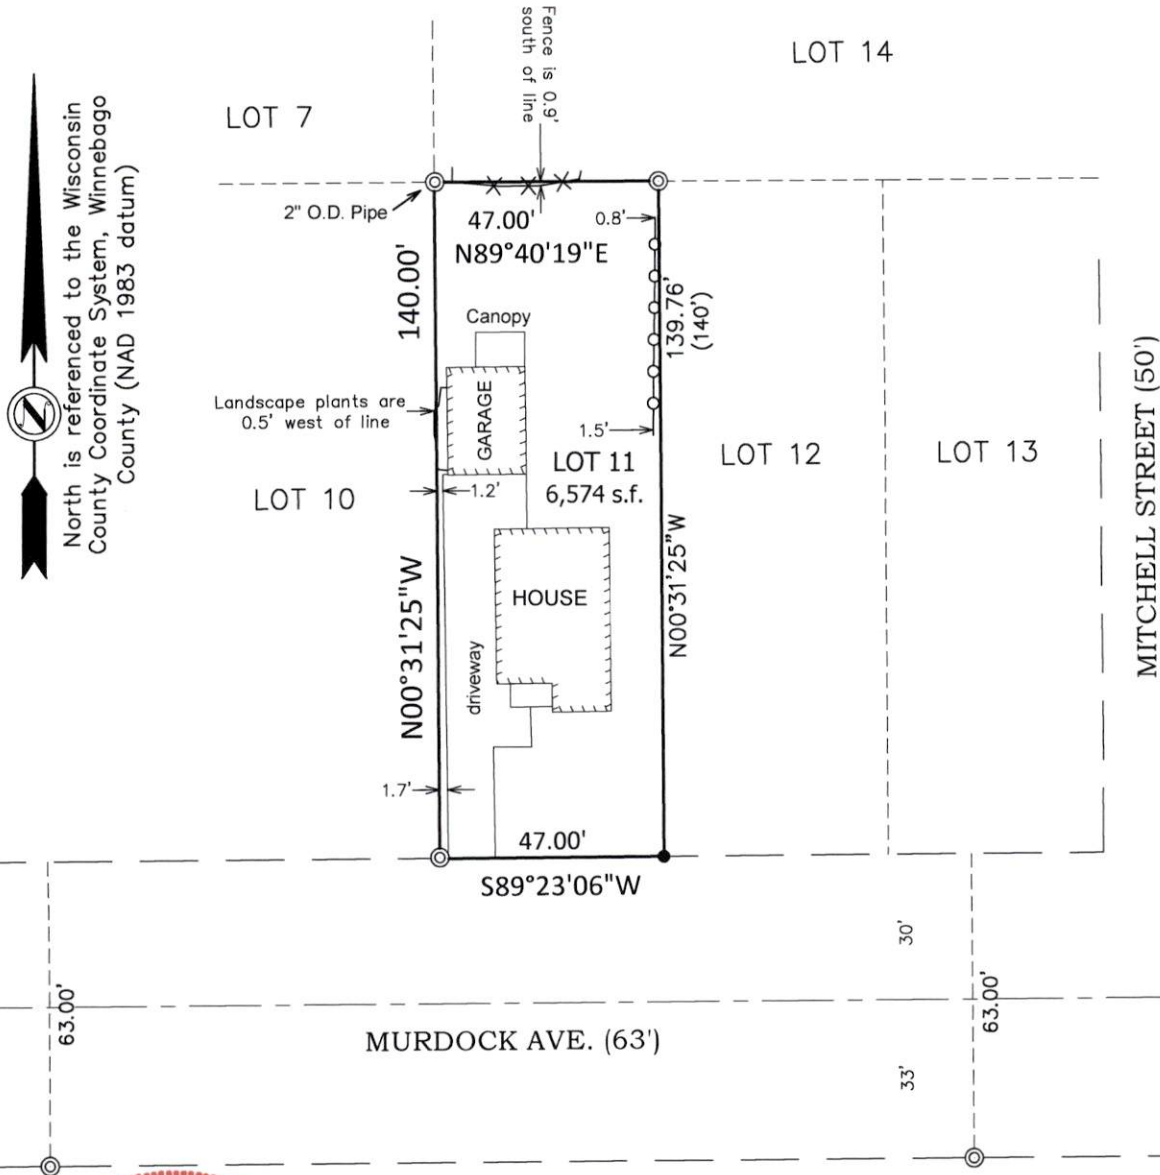 Fence is 0.9'
south of line
LOT 14
LOT 7
North is referenced to the Wisconsin
County Coordinate System, Winnebago
County (NAD 1983 datum)
N
2" O.D. Pipe
47.00'
N89°40'19"E
0.8'
140.00'
139.76'
(140')
Canopy
GARAGE
Landscape plants are
0.5' west of line
1.5'
LOT 11
6,574 s.f.
LOT 12
LOT 13
MITCHELL STREET (50')
LOT 10
1.2'
N00°31'25"W
N00°31'25"W
HOUSE
driveway
1.7'
47.00'
S89°23'06"W
30'
63.00'
63.00'
MURDOCK AVE. (63')
33'